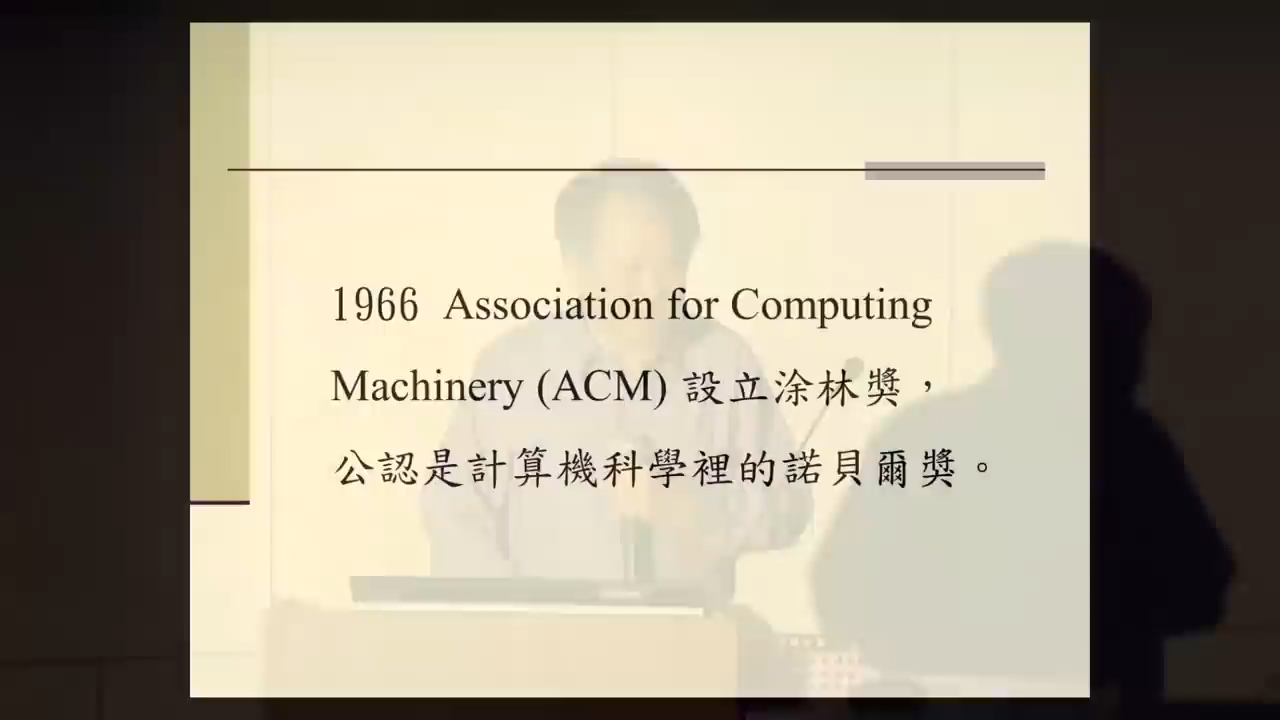 1966 Association for Computing
Machinery (ACM) 設立涂林獎，
公認是計算機科學裡的諾貝爾獎。